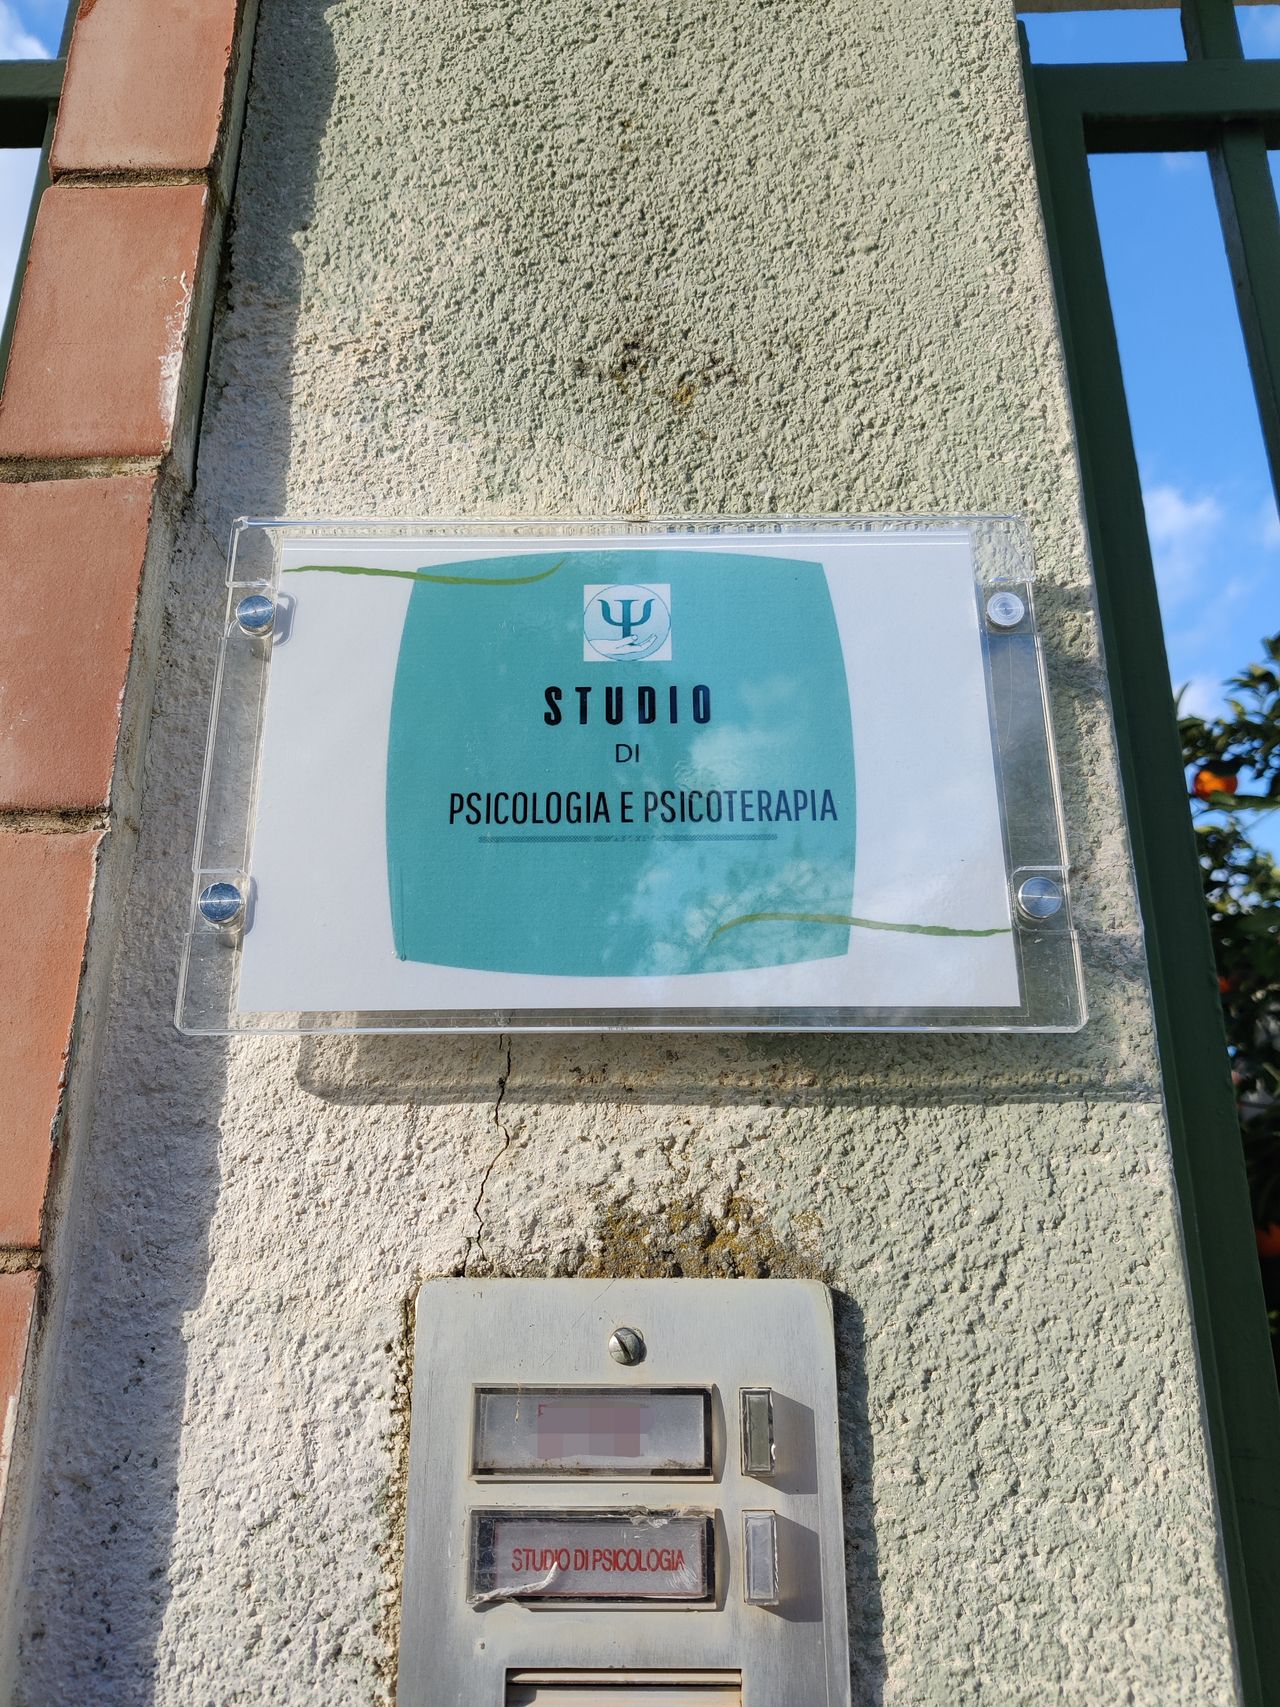 Ψ
STUDIO
DI
PSICOLOGIA E PSICOTERAPIA
STUDIO DI PSICOLOGIA